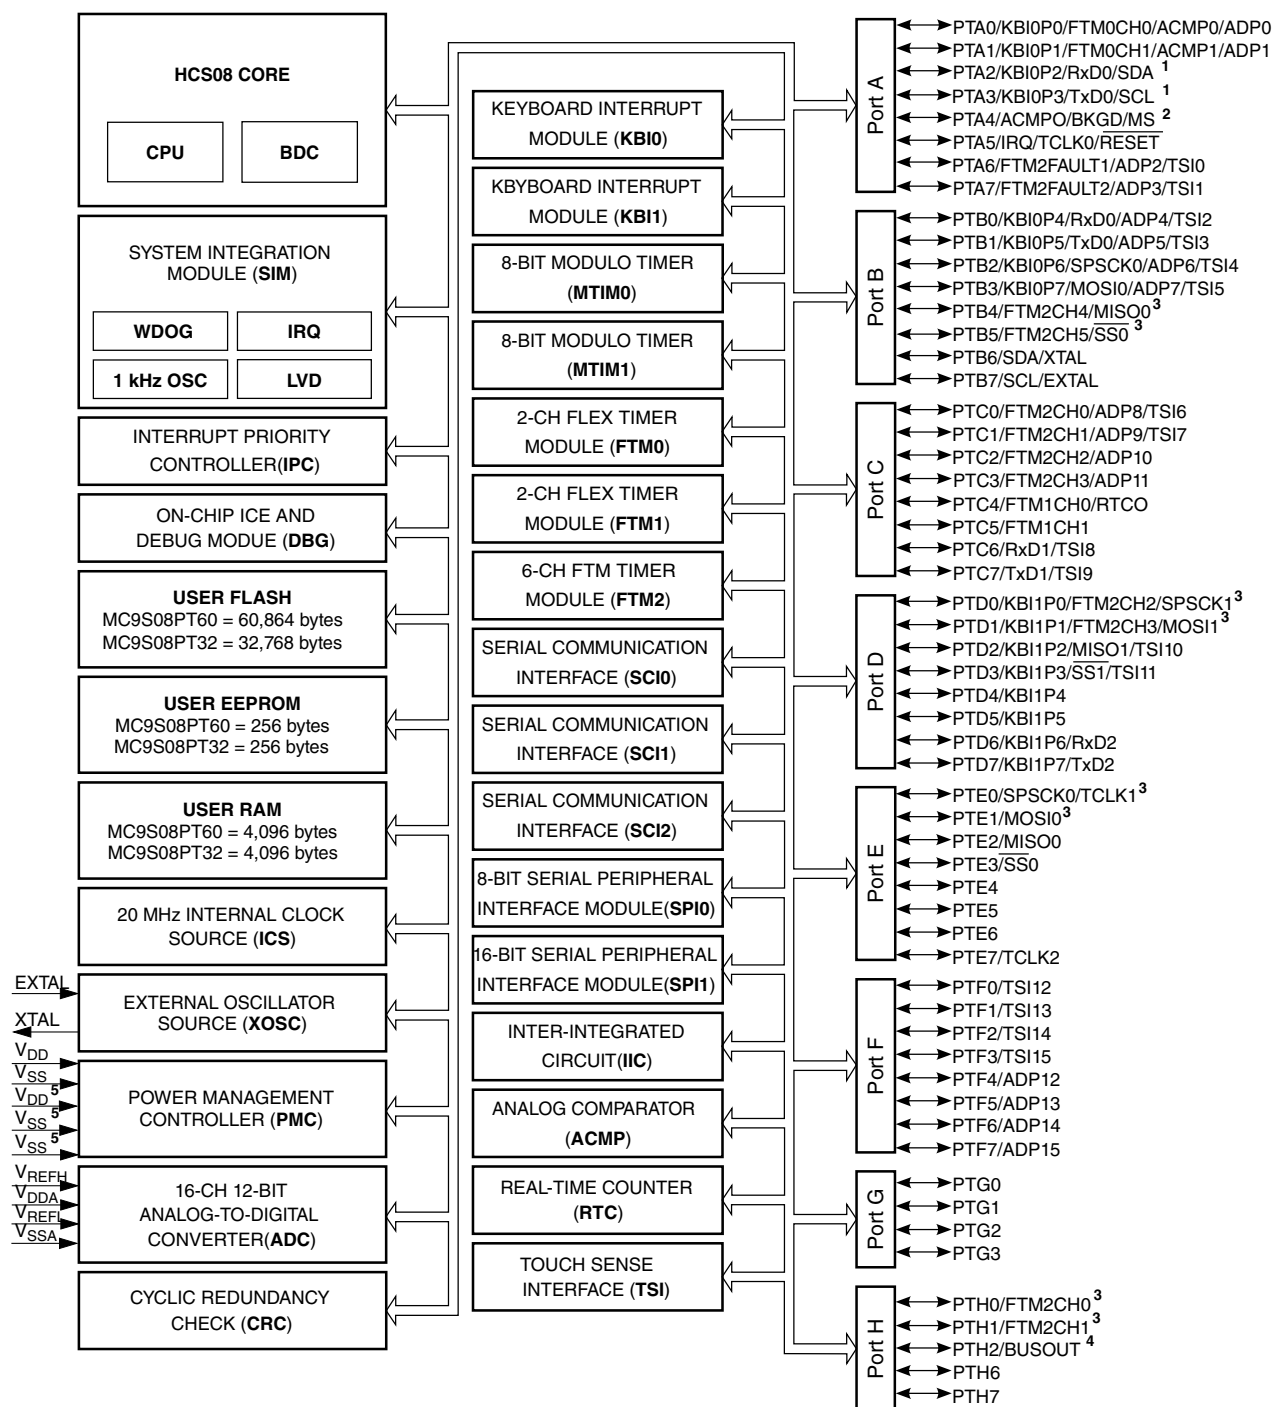 HCS08 CORE
CPU
BDC
SYSTEM INTEGRATION
MODULE (SIM)
WDOG
IRQ
1 kHz OSC
LVD
INTERRUPT PRIORITY
CONTROLLER(IPC)
ON-CHIP ICE AND
DEBUG MODUE (DBG)
USER FLASH
MC9S08PT60 = 60,864 bytes
MC9S08PT32 = 32,768 bytes
USER EEPROM
MC9S08PT60 = 256 bytes
MC9S08PT32 = 256 bytes
USER RAM
MC9S08PT60 = 4,096 bytes
MC9S08PT32 = 4,096 bytes
20 MHz INTERNAL CLOCK
SOURCE (ICS)
EXTAL
XTAL
EXTERNAL OSCILLATOR
SOURCE (XOSC)
VDD
VSS
VDD 5
VSS 5
VSS 5
POWER MANAGEMENT
CONTROLLER (PMC)
VREFH
VDDA
VREFL
VSSA
16-CH 12-BIT
ANALOG-TO-DIGITAL
CONVERTER(ADC)
CYCLIC REDUNDANCY
CHECK (CRC)
KEYBOARD INTERRUPT
MODULE (KBI0)
KBYBOARD INTERRUPT
MODULE (KBI1)
8-BIT MODULO TIMER
(MTIM0)
8-BIT MODULO TIMER
(MTIM1)
2-CH FLEX TIMER
MODULE (FTM0)
2-CH FLEX TIMER
MODULE (FTM1)
6-CH FTM TIMER
MODULE (FTM2)
SERIAL COMMUNICATION
INTERFACE (SCI0)
SERIAL COMMUNICATION
INTERFACE (SCI1)
SERIAL COMMUNICATION
INTERFACE (SCI2)
8-BIT SERIAL PERIPHERAL
INTERFACE MODULE(SPI0)
16-BIT SERIAL PERIPHERAL
INTERFACE MODULE(SPI1)
INTER-INTEGRATED
CIRCUIT(IIC)
ANALOG COMPARATOR
(ACMP)
REAL-TIME COUNTER
(RTC)
TOUCH SENSE
INTERFACE (TSI)
Port A
PTA0/KBI0P0/FTM0CH0/ACMP0/ADP0
PTA1/KBI0P1/FTM0CH1/ACMP1/ADP1
PTA2/KBI0P2/RxD0/SDA 1
PTA3/KBI0P3/TxD0/SCL 1
PTA4/ACMPO/BKGD/MS 2
PTA5/IRQ/TCLK0/RESET
PTA6/FTM2FAULT1/ADP2/TSI0
PTA7/FTM2FAULT2/ADP3/TSI1
Port B
PTB0/KBI0P4/RxD0/ADP4/TSI2
PTB1/KBI0P5/TxD0/ADP5/TSI3
PTB2/KBI0P6/SPSCK0/ADP6/TSI4
PTB3/KBI0P7/MOSI0/ADP7/TSI5
PTB4/FTM2CH4/MISO0 3
PTB5/FTM2CH5/SS0 3
PTB6/SDA/XTAL
PTB7/SCL/EXTAL
Port C
PTC0/FTM2CH0/ADP8/TSI6
PTC1/FTM2CH1/ADP9/TSI7
PTC2/FTM2CH2/ADP10
PTC3/FTM2CH3/ADP11
PTC4/FTM1CH0/RTCO
PTC5/FTM1CH1
PTC6/RxD1/TSI8
PTC7/TxD1/TSI9
Port D
PTD0/KBI1P0/FTM2CH2/SPSCK1 3
PTD1/KBI1P1/FTM2CH3/MOSI1 3
PTD2/KBI1P2/MISO1/TSI10
PTD3/KBI1P3/SS1/TSI11
PTD4/KBI1P4
PTD5/KBI1P5
PTD6/KBI1P6/RxD2
PTD7/KBI1P7/TxD2
Port E
PTE0/SPSCK0/TCLK1 3
PTE1/MOSI0 3
PTE2/MISO0
PTE3/SS0
PTE4
PTE5
PTE6
PTE7/TCLK2
Port F
PTF0/TSI12
PTF1/TSI13
PTF2/TSI14
PTF3/TSI15
PTF4/ADP12
PTF5/ADP13
PTF6/ADP14
PTF7/ADP15
Port G
PTG0
PTG1
PTG2
PTG3
Port H
PTH0/FTM2CH0 3
PTH1/FTM2CH1 3
PTH2/BUSOUT 4
PTH6
PTH7